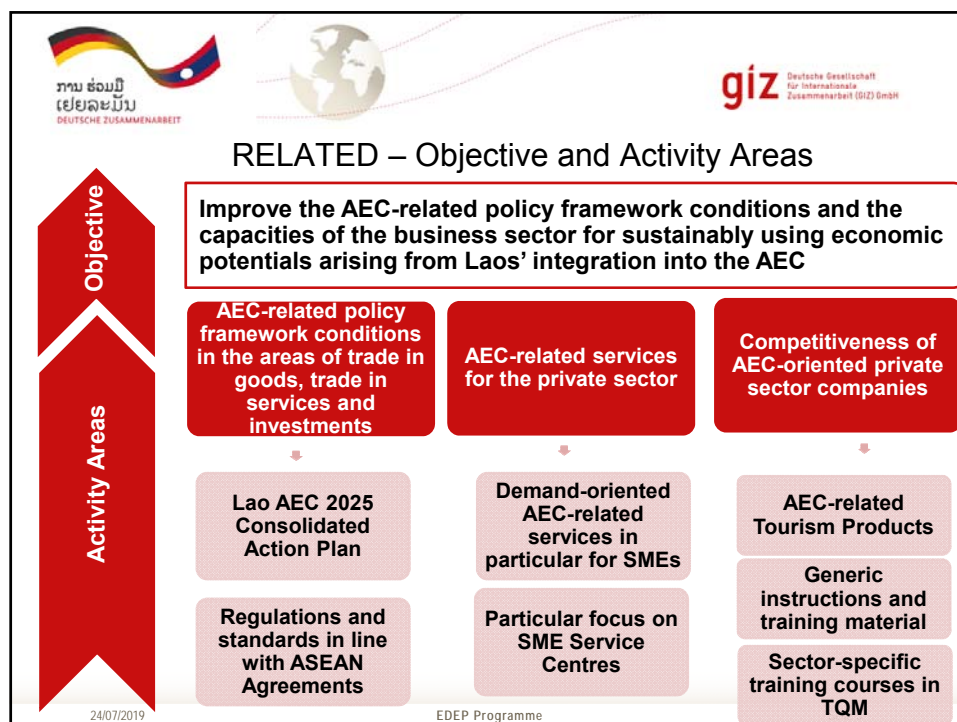 ການ ຮ່ວມມື
ເຢຍລະມັນ
DEUTSCHE ZUSAMMENARBEIT
giz Deutsche Gesellschaft
für Internationale
Zusammenarbeit (GIZ) GmbH
RELATED – Objective and Activity Areas
Objective
Improve the AEC-related policy framework conditions and the
capacities of the business sector for sustainably using economic
potentials arising from Laos' integration into the AEC
Activity Areas
AEC-related policy
framework conditions
in the areas of trade in
goods, trade in
services and
investments
AEC-related services
for the private sector
Competitiveness of
AEC-oriented private
sector companies
Lao AEC 2025
Consolidated
Action Plan
Demand-oriented
AEC-related
services in
particular for SMEs
AEC-related
Tourism Products
Regulations and
standards in line
with ASEAN
Agreements
Particular focus on
SME Service
Centres
Generic
instructions and
training material
Sector-specific
training courses in
TQM
24/07/2019
EDEP Programme